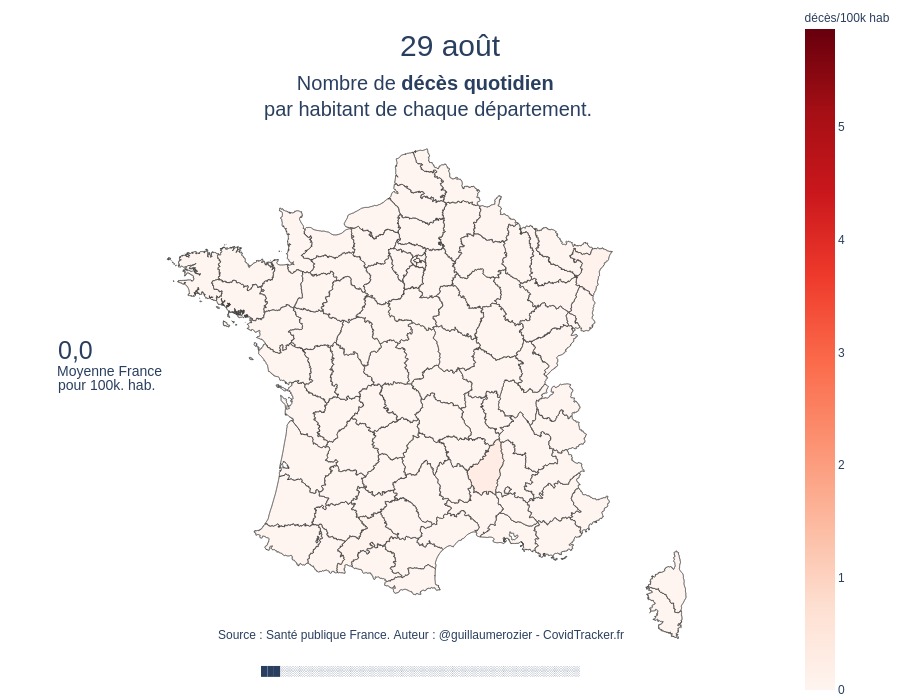 décès/100k hab
29 août
Nombre de décès quotidien
par habitant de chaque département.
5
4
3
2
1
0
0,0
Moyenne France
pour 100k. hab.
Source : Santé publique France. Auteur : @guillaumerozier - CovidTracker.fr